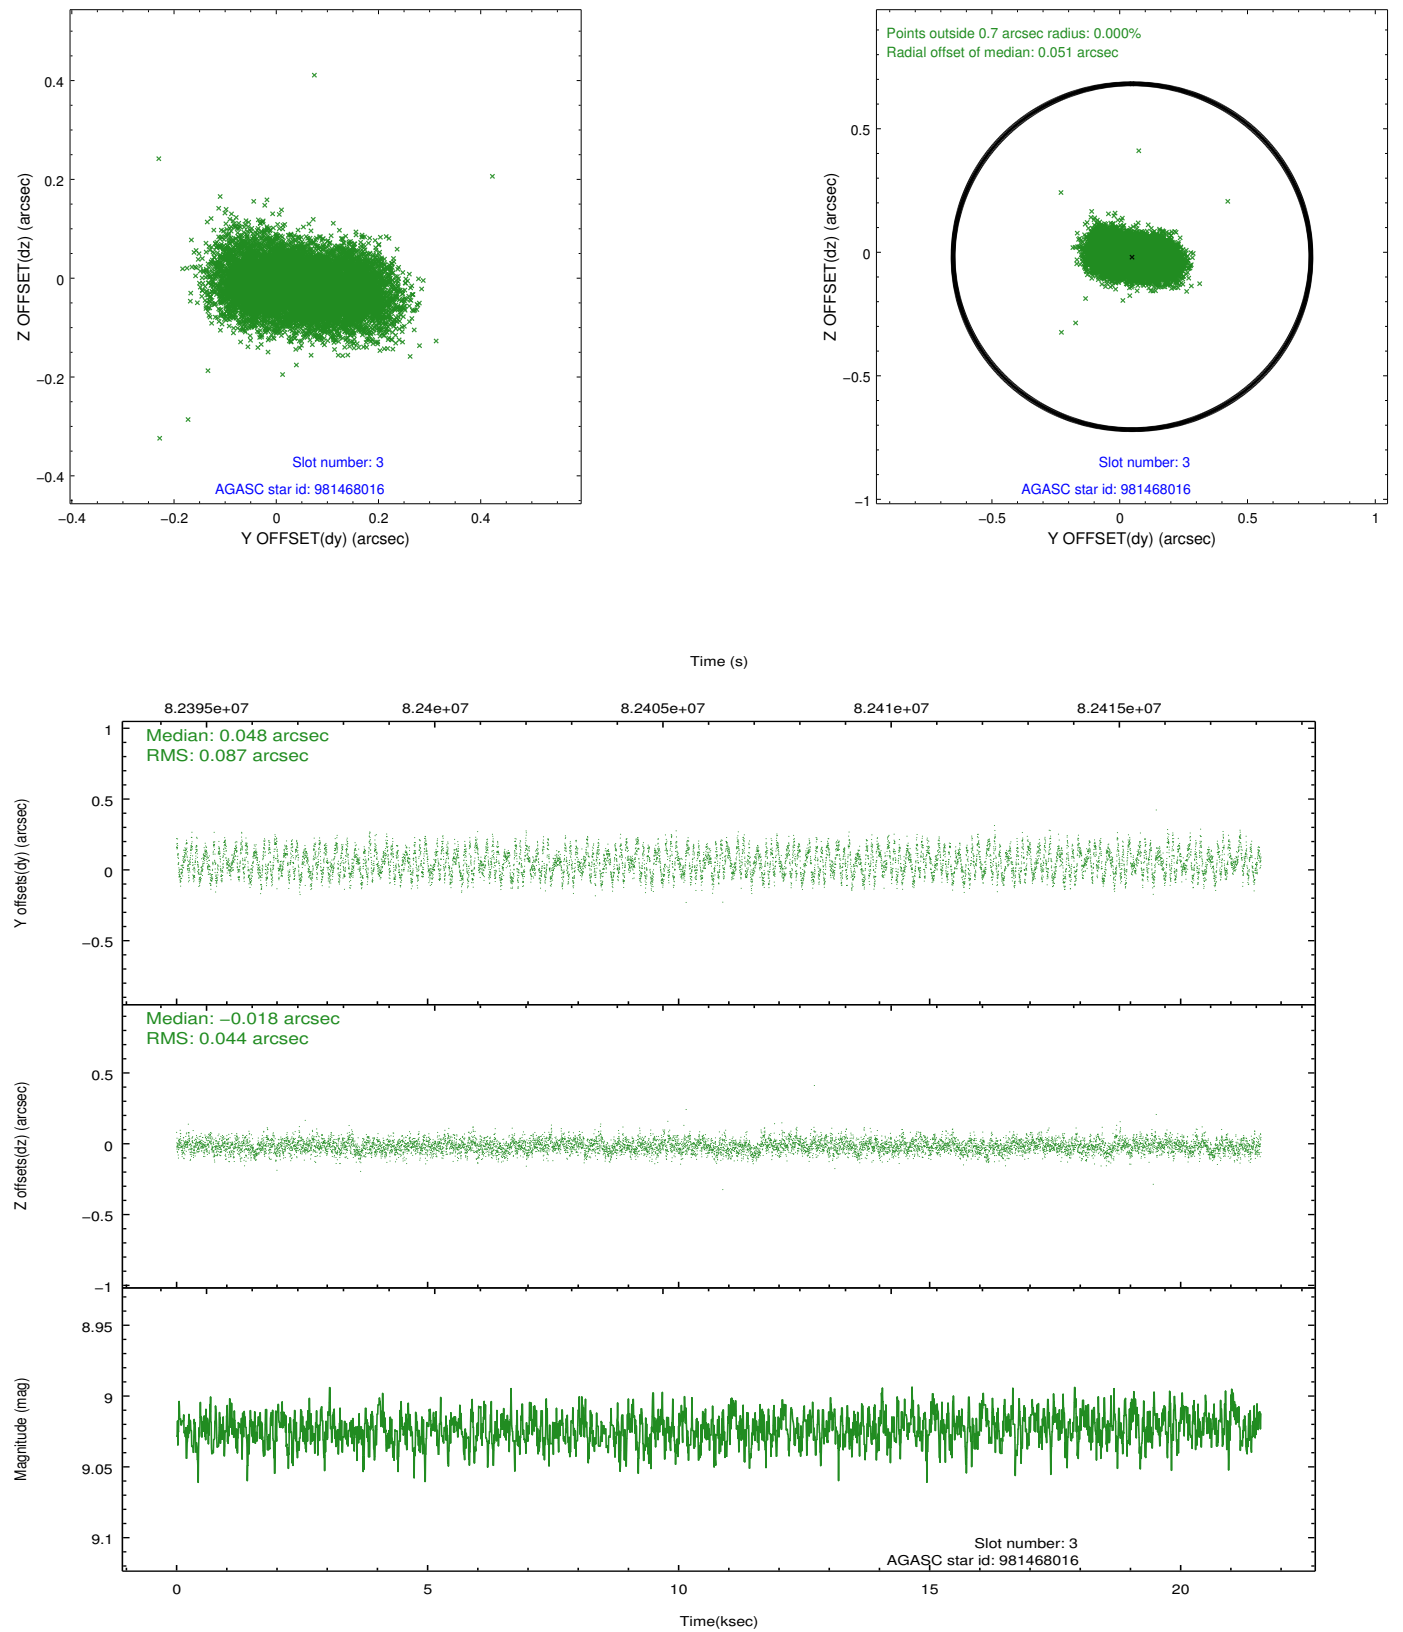 0.4
0.2
0
−0.2
−0.4
Z OFFSET(dz) (arcsec)
Slot number: 3
AGASC star id: 981468016
−0.4 −0.2 0 0.2 0.4
Y OFFSET(dy) (arcsec)
Points outside 0.7 arcsec radius: 0.000%
Radial offset of median: 0.051 arcsec
0.5
0
−0.5
−1
Z OFFSET(dz) (arcsec)
Slot number: 3
AGASC star id: 981468016
−0.5 0 0.5 1
Y OFFSET(dy) (arcsec)
Time (s)
8.2395e+07 8.24e+07 8.2405e+07 8.241e+07 8.2415e+07
Median: 0.048 arcsec
RMS: 0.087 arcsec
1
0.5
0
−0.5
Y offsets(dy) (arcsec)
Median: −0.018 arcsec
RMS: 0.044 arcsec
0.5
0
−0.5
−1
Z offsets(dz) (arcsec)
8.95
9
9.05
9.1
Magnitude (mag)
Slot number: 3
AGASC star id: 981468016
0 5 10 15 20
Time(ksec)